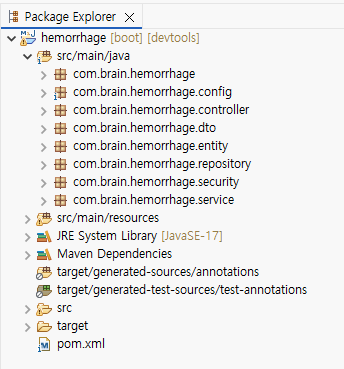 Package Explorer
hemorrhage [boot] [devtools]
src/main/java
com.brain.hemorrhage
com.brain.hemorrhage.config
com.brain.hemorrhage.controller
com.brain.hemorrhage.dto
com.brain.hemorrhage.entity
com.brain.hemorrhage.repository
com.brain.hemorrhage.security
com.brain.hemorrhage.service
src/main/resources
JRE System Library [JavaSE-17]
Maven Dependencies
target/generated-sources/annotations
target/generated-test-sources/test-annotations
src
target
pom.xml